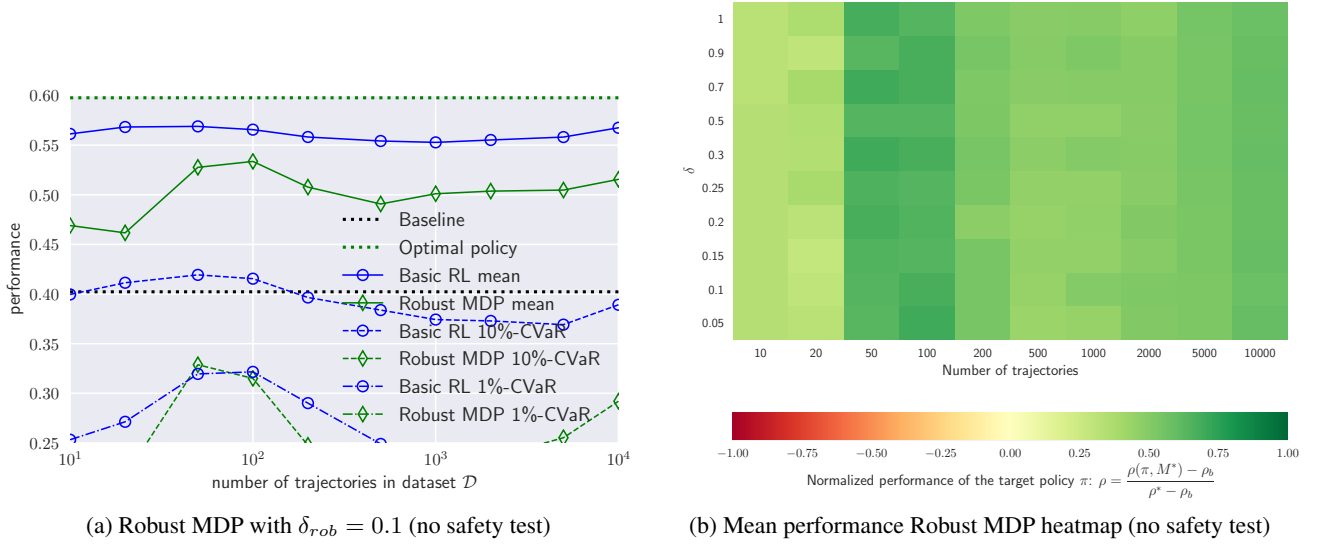 0.60
0.55
0.50
0.45
0.40
0.35
0.30
0.25
performance
10^1
10^2
10^3
10^4
number of trajectories in dataset 𝒟
Baseline
Optimal policy
Basic RL mean
Robust MDP mean
Basic RL 10%-CVaR
Robust MDP 10%-CVaR
Basic RL 1%-CVaR
Robust MDP 1%-CVaR
(a) Robust MDP with δ_rob = 0.1 (no safety test)
1
0.9
0.7
0.5
0.3
0.25
0.2
0.15
0.1
0.05
δ
10 20 50 100 200 500 1000 2000 5000 10000
Number of trajectories
−1.00 −0.75 −0.50 −0.25 0.00 0.25 0.50 0.75 1.00
Normalized performance of the target policy π: ρ = (ρ(π, M*) − ρ_b) / (ρ* − ρ_b)
(b) Mean performance Robust MDP heatmap (no safety test)